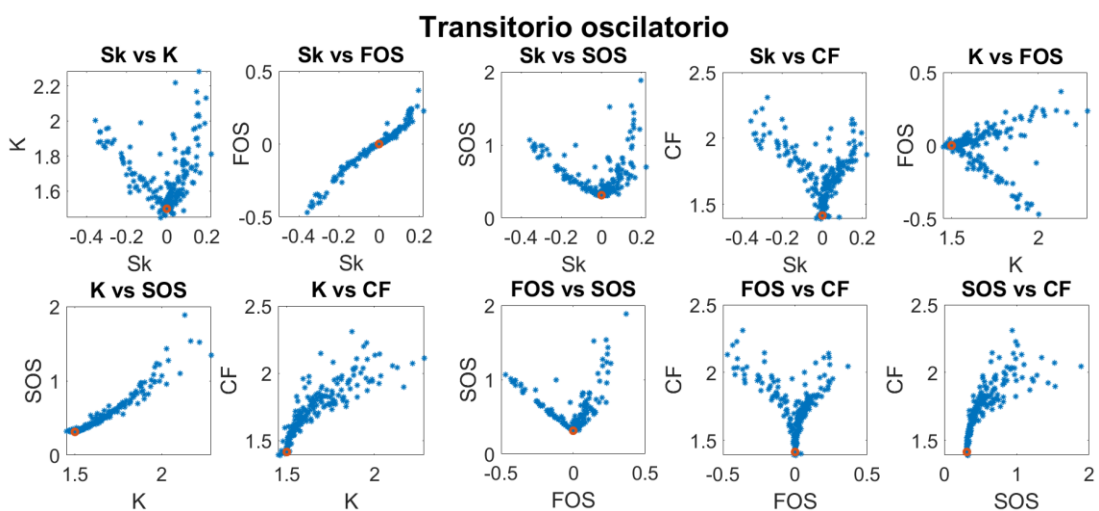 Transitorio oscilatorio
Sk vs K
Sk vs FOS
Sk vs SOS
Sk vs CF
K vs FOS
K
2.2
2
1.8
1.6
-0.4 -0.2 0 0.2
Sk
FOS
0.5
0
-0.5
-0.4 -0.2 0 0.2
Sk
SOS
2
1
0
-0.4 -0.2 0 0.2
Sk
CF
2.5
2
1.5
-0.4 -0.2 0 0.2
Sk
FOS
0.5
0
-0.5
1.5 2
K
K vs SOS
K vs CF
FOS vs SOS
FOS vs CF
SOS vs CF
SOS
2
1
0
1.5 2
K
CF
2.5
2
1.5
1.5 2
K
SOS
2
1
0
-0.5 0 0.5
FOS
CF
2.5
2
1.5
-0.5 0 0.5
FOS
CF
2.5
2
1.5
0 1 2
SOS